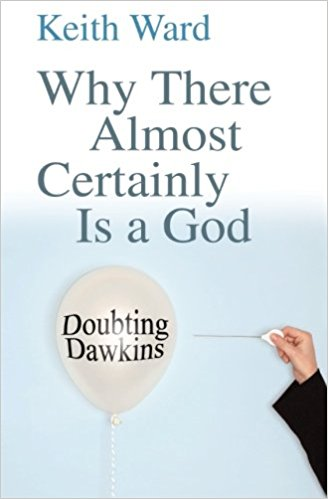 Keith Ward
Why There
Almost
Certainly
Is a God
Doubting
Dawkins